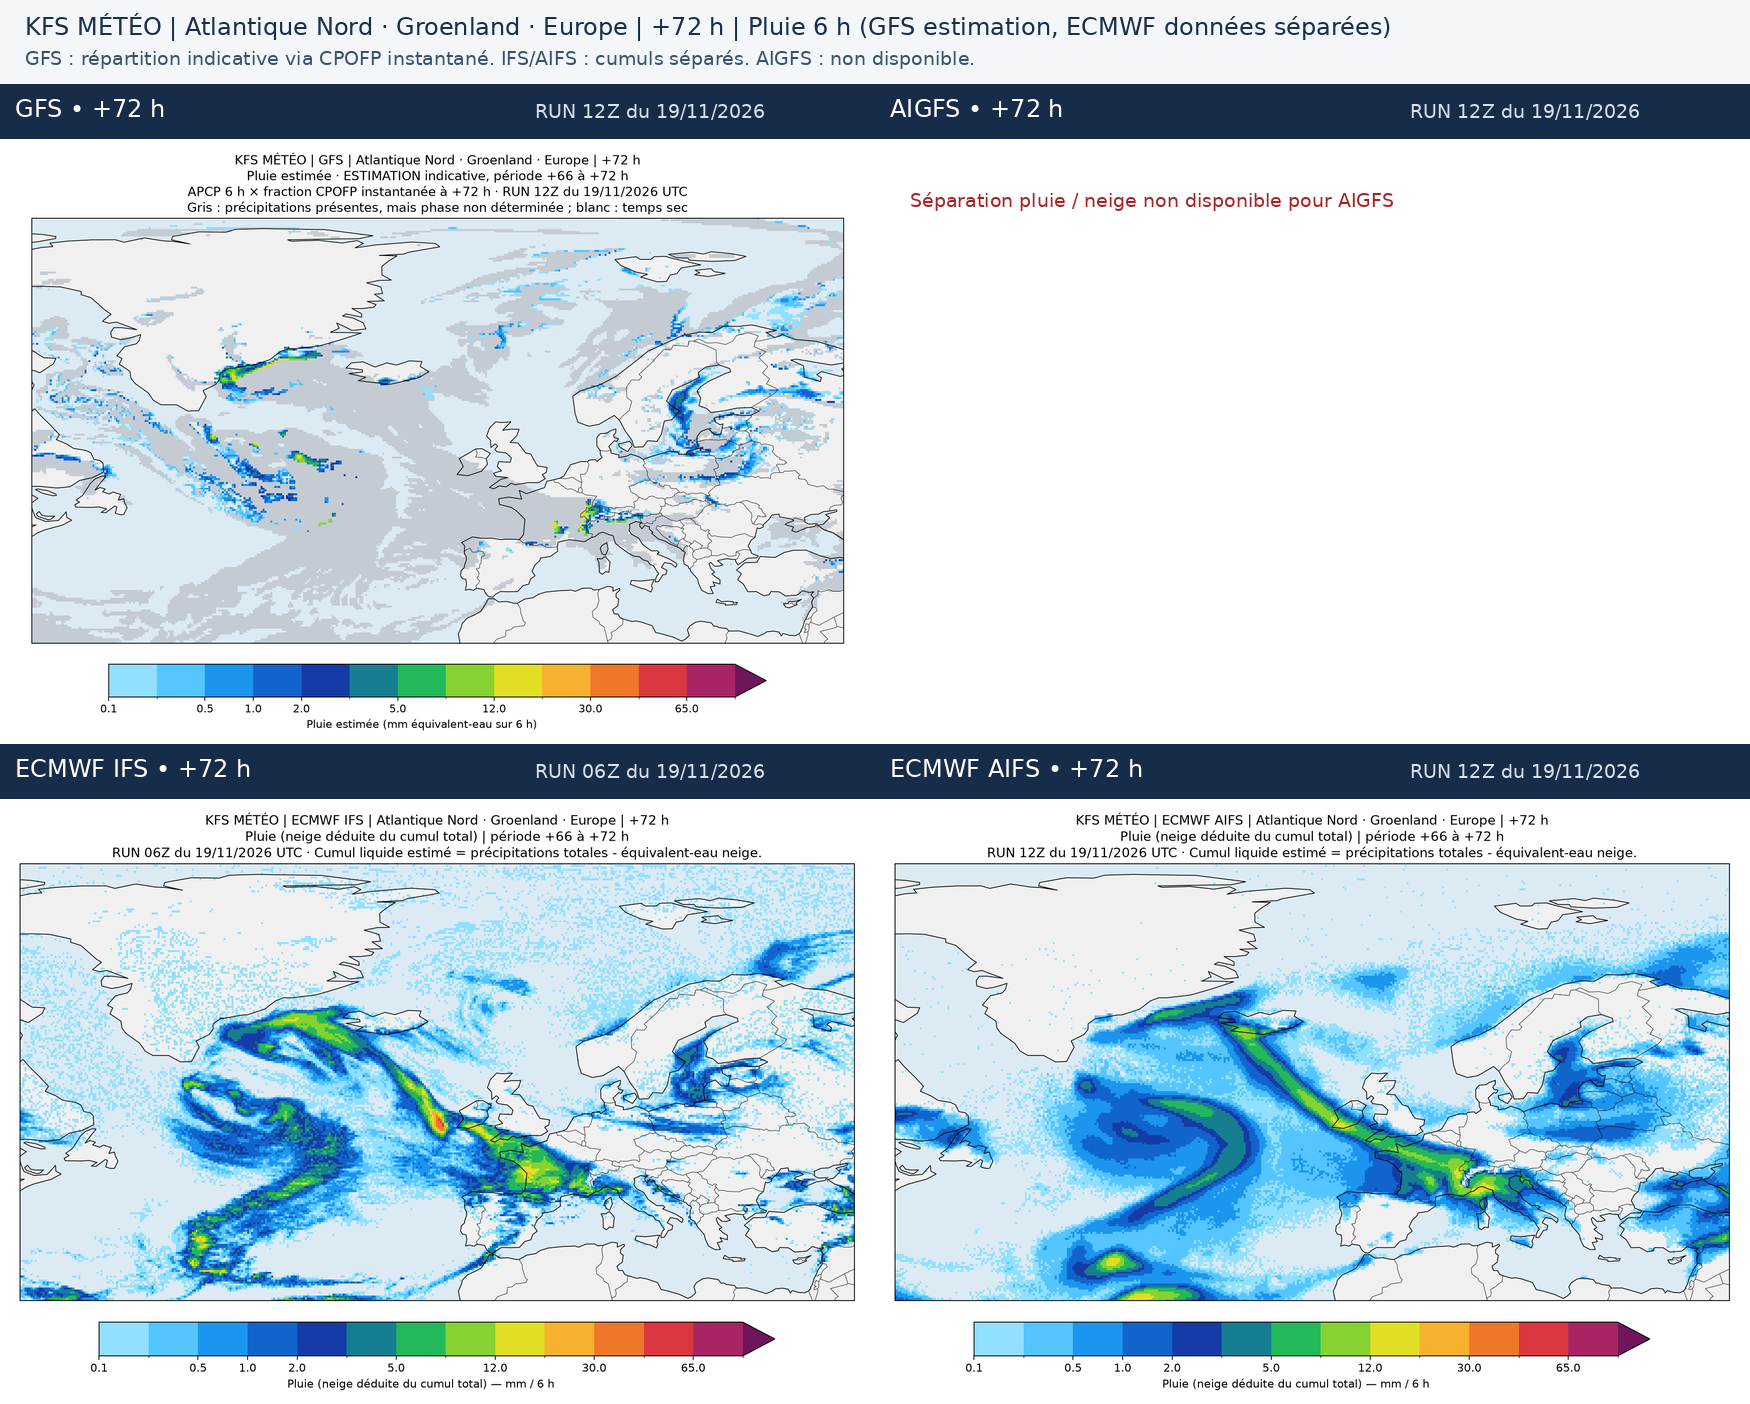 KFS MÉTÉO | Atlantique Nord · Groenland · Europe | +72 h | Pluie 6 h (GFS estimation, ECMWF données séparées)
GFS : répartition indicative via CPOFP instantané. IFS/AIFS : cumuls séparés. AIGFS : non disponible.
GFS • +72 h
RUN 12Z du 19/11/2026
AIGFS • +72 h
RUN 12Z du 19/11/2026
KFS MÉTÉO | GFS | Atlantique Nord · Groenland · Europe | +72 h
Pluie estimée · ESTIMATION indicative, période +66 à +72 h
APCP 6 h × fraction CPOFP instantanée à +72 h · RUN 12Z du 19/11/2026 UTC
Gris : précipitations présentes, mais phase non déterminée ; blanc : temps sec
Séparation pluie / neige non disponible pour AIGFS
0.1 0.5 1.0 2.0 5.0 12.0 30.0 65.0
Pluie estimée (mm équivalent-eau sur 6 h)
ECMWF IFS • +72 h
RUN 06Z du 19/11/2026
ECMWF AIFS • +72 h
RUN 12Z du 19/11/2026
KFS MÉTÉO | ECMWF IFS | Atlantique Nord · Groenland · Europe | +72 h
Pluie (neige déduite du cumul total) | période +66 à +72 h
RUN 06Z du 19/11/2026 UTC · Cumul liquide estimé = précipitations totales - équivalent-eau neige.
0.1 0.5 1.0 2.0 5.0 12.0 30.0 65.0
Pluie (neige déduite du cumul total) — mm / 6 h
KFS MÉTÉO | ECMWF AIFS | Atlantique Nord · Groenland · Europe | +72 h
Pluie (neige déduite du cumul total) | période +66 à +72 h
RUN 12Z du 19/11/2026 UTC · Cumul liquide estimé = précipitations totales - équivalent-eau neige.
0.1 0.5 1.0 2.0 5.0 12.0 30.0 65.0
Pluie (neige déduite du cumul total) — mm / 6 h